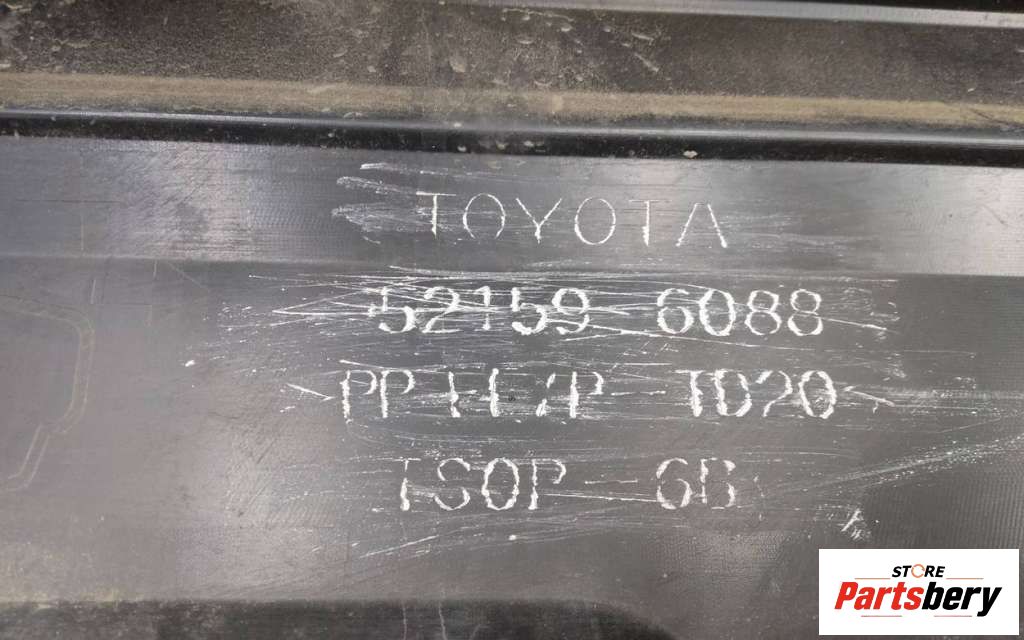 TOYOTA
52159-6088
TSOP-6B
STORE
Partsbery